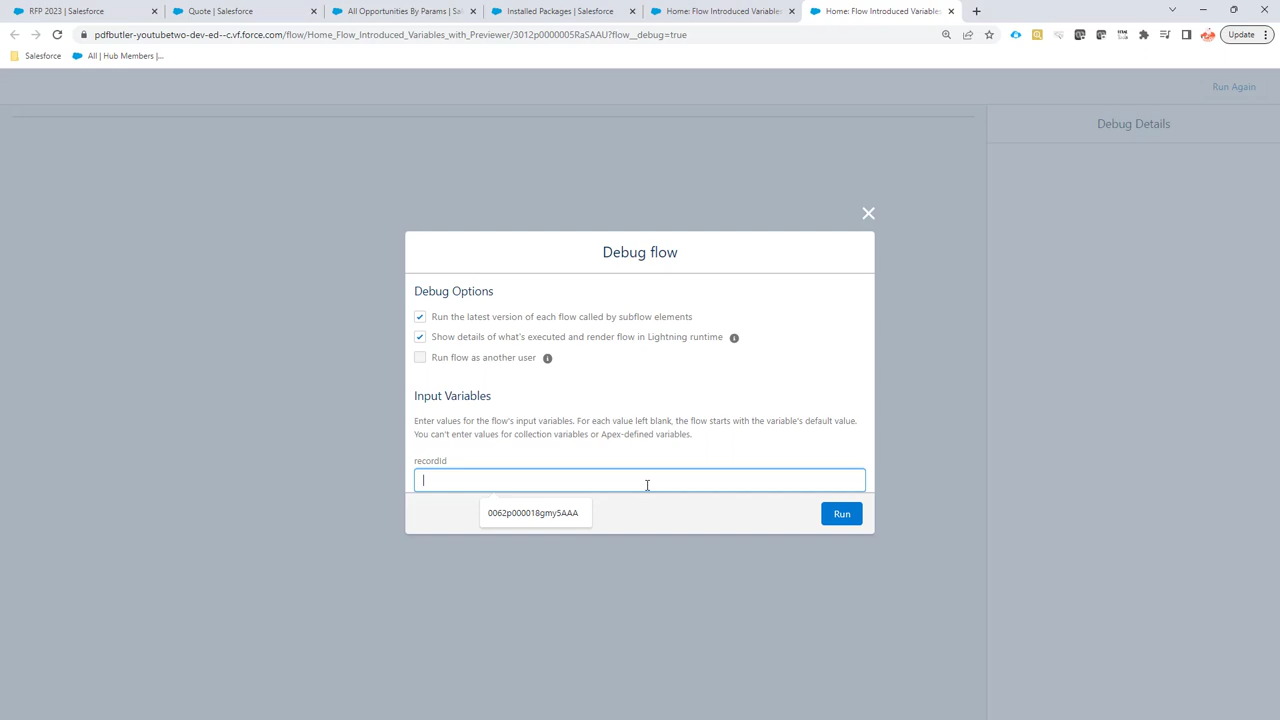 RFP 2023 | Salesforce
Quote | Salesforce
All Opportunities By Params | Sal
Installed Packages | Salesforce
Home: Flow Introduced Variables
Home: Flow Introduced Variables
pdfbutler-youtubetwo-dev-ed--c.vf.force.com/flow/Home_Flow_Introduced_Variables_with_Previewer/3012p0000005RaSAAU?flow__debug=true
Update
Salesforce
All | Hub Members |...
Run Again
Debug Details
Debug flow
Debug Options
Run the latest version of each flow called by subflow elements
Show details of what's executed and render flow in Lightning runtime
Run flow as another user
Input Variables
Enter values for the flow's input variables. For each value left blank, the flow starts with the variable's default value.
You can't enter values for collection variables or Apex-defined variables.
recordId
0062p000018gmy5AAA
Run